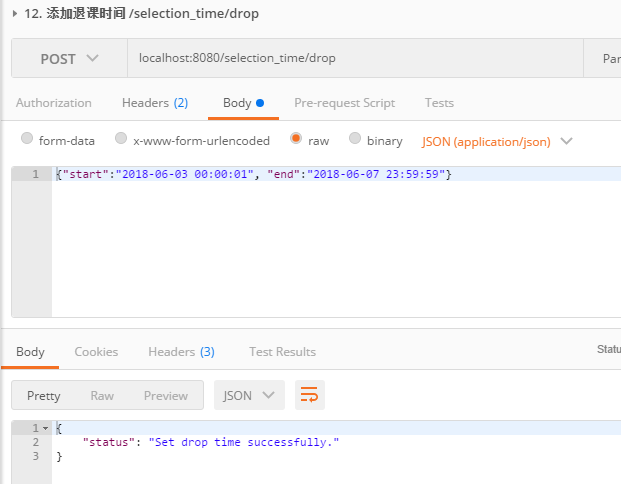 12. 添加退课时间 /selection_time/drop
POST localhost:8080/selection_time/drop Par
Authorization Headers (2) Body Pre-request Script Tests
form-data x-www-form-urlencoded raw binary JSON (application/json)
1 {"start":"2018-06-03 00:00:01", "end":"2018-06-07 23:59:59"}
Body Cookies Headers (3) Test Results Statu
Pretty Raw Preview JSON
1 {
2 "status": "Set drop time successfully."
3 }